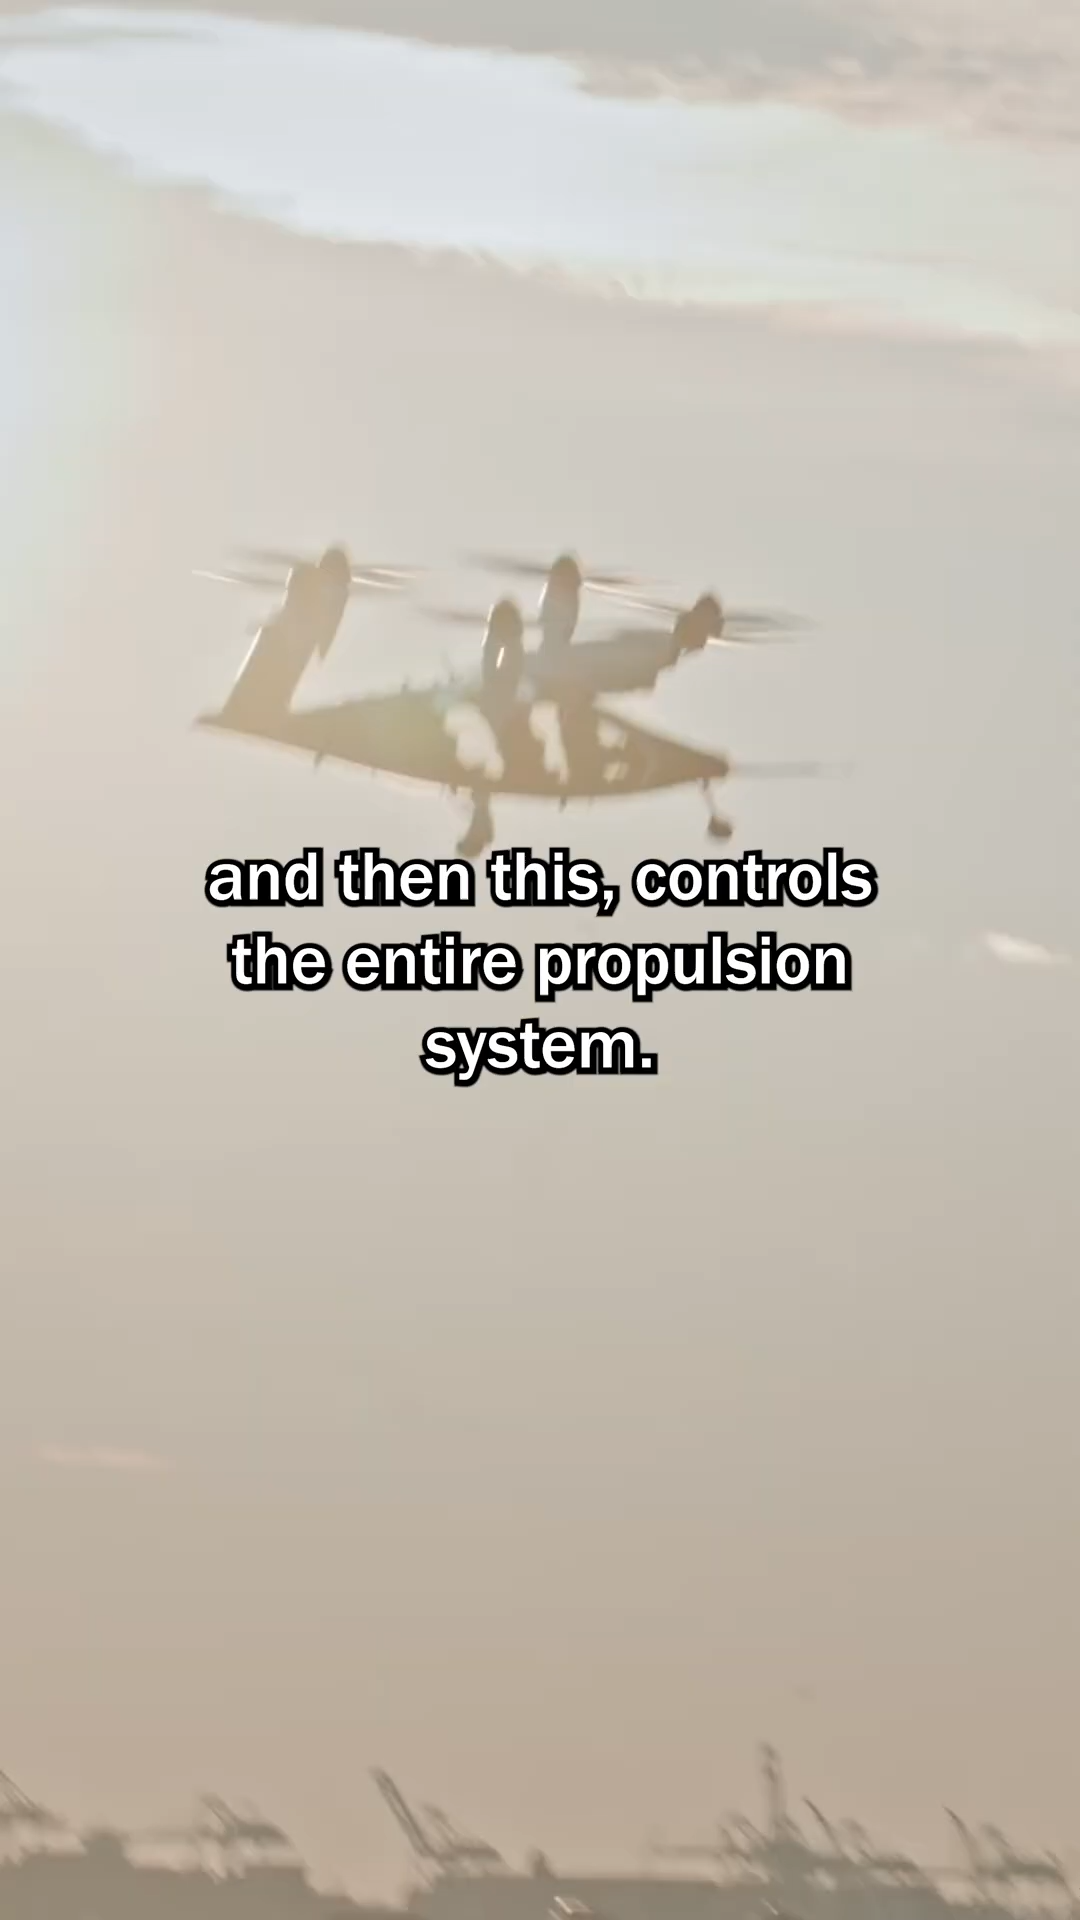 and then this, controls
the entire propulsion
system.